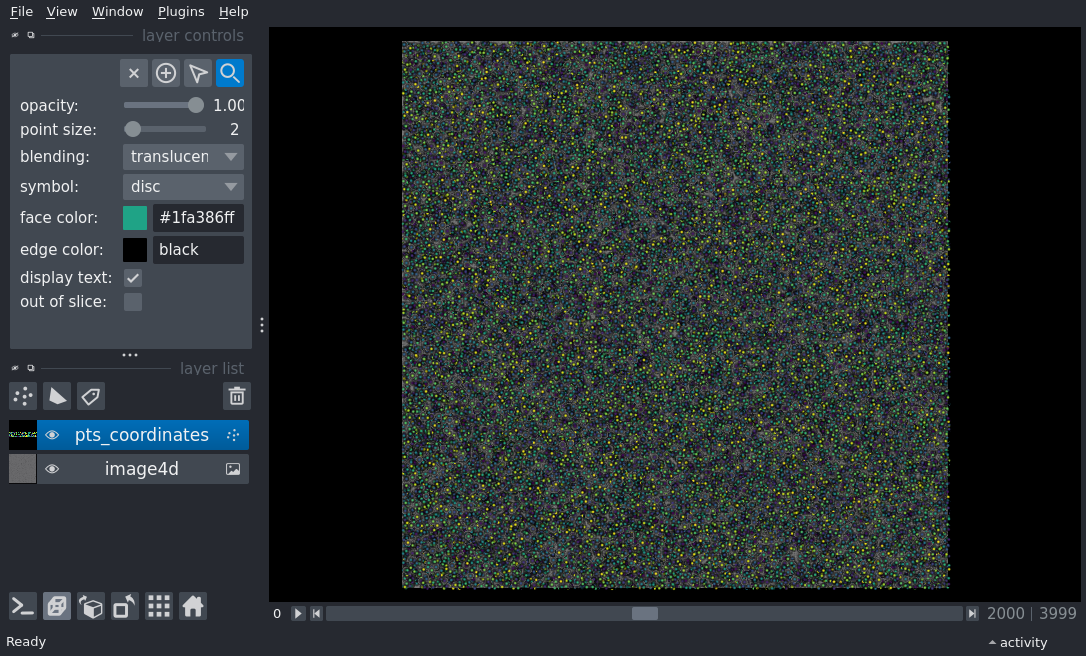 File View Window Plugins Help
layer controls
opacity: 1.00
point size: 2
blending: translucen
symbol: disc
face color: #1fa386ff
edge color: black
display text:
out of slice:
layer list
pts_coordinates
image4d
0 2000 | 3999
Ready
activity